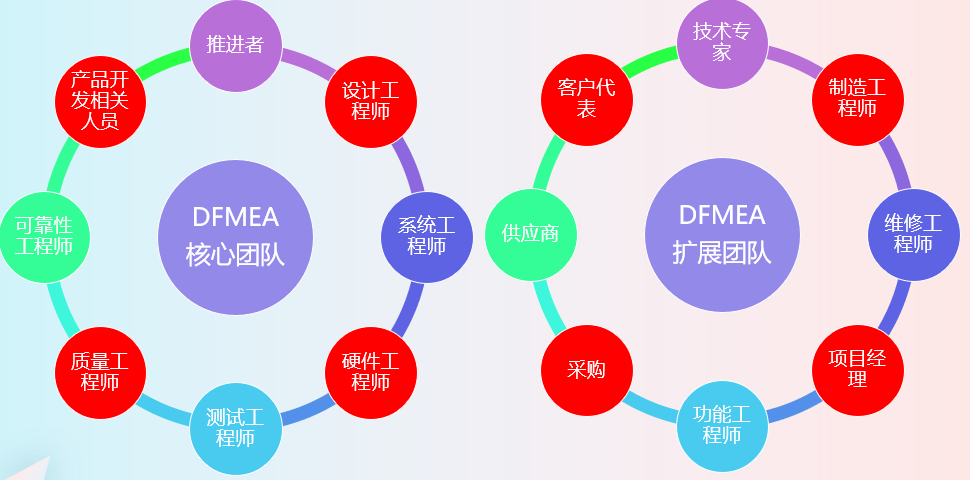 推进者
设计工
程师
系统工
程师
硬件工
程师
测试工
程师
质量工
程师
可靠性
工程师
产品开
发相关
人员
DFMEA
核心团队
技术专
家
制造工
程师
维修工
程师
项目经
理
功能工
程师
采购
供应商
客户代
表
DFMEA
扩展团队